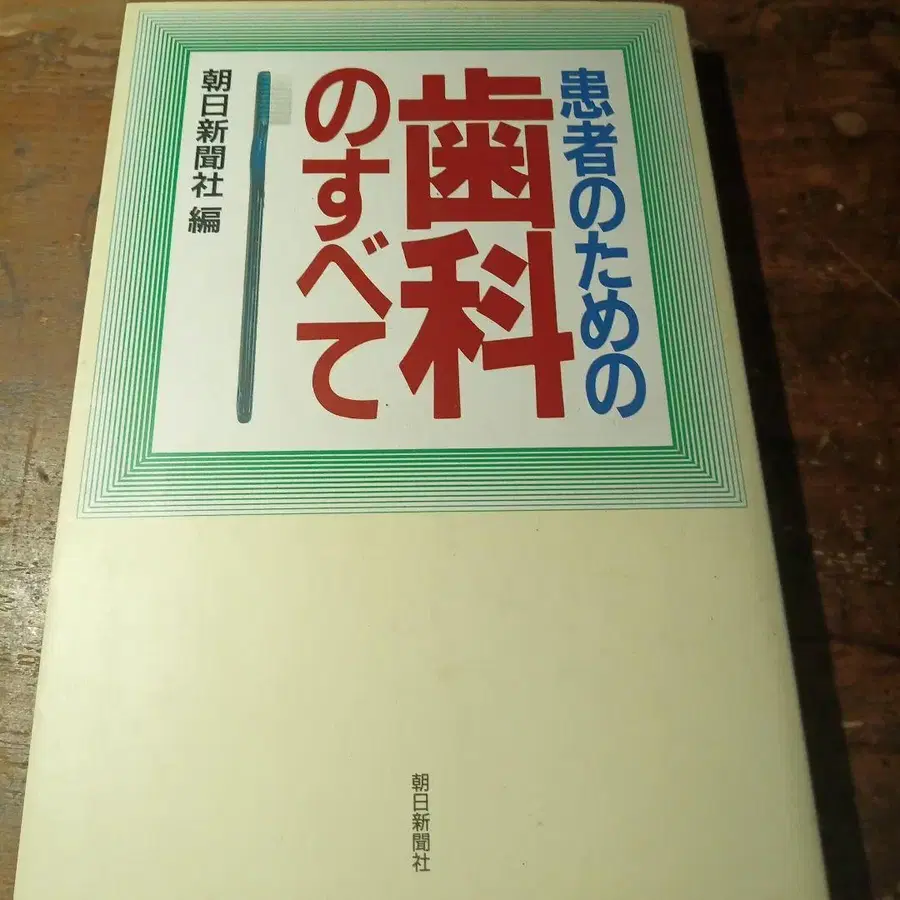 患者のための
歯科
のすべて
朝日新聞社 編
朝日新聞社